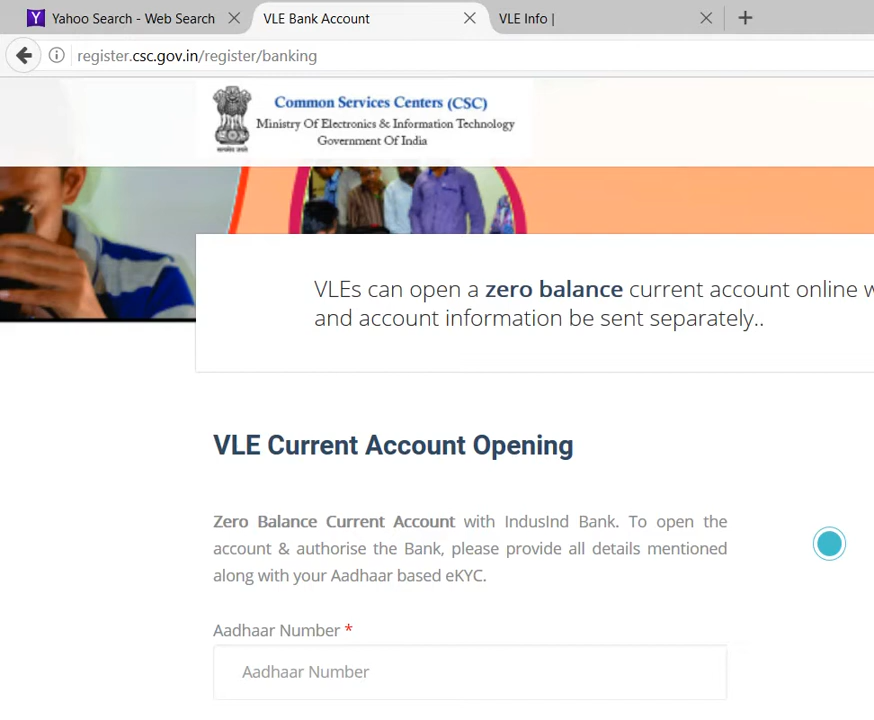 Yahoo Search - Web Search
VLE Bank Account
VLE Info |
register.csc.gov.in/register/banking
Common Services Centers (CSC)
Ministry Of Electronics & Information Technology
Government Of India
VLEs can open a zero balance current account online
and account information be sent separately..
VLE Current Account Opening
Zero Balance Current Account with IndusInd Bank. To open the
account & authorise the Bank, please provide all details mentioned
along with your Aadhaar based eKYC.
Aadhaar Number *
Aadhaar Number